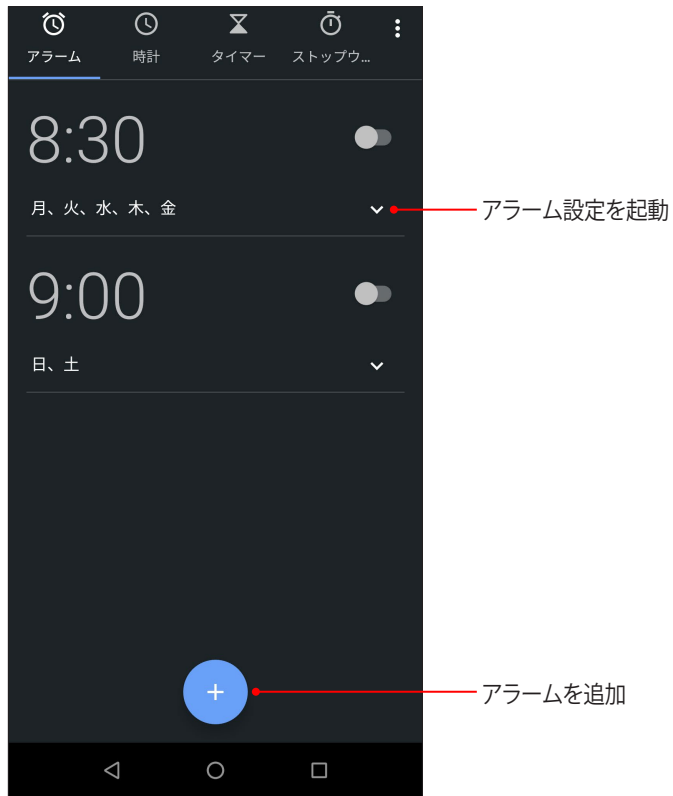 アラーム 時計 タイマー ストップウ...
8:30
月、火、水、木、金
アラーム設定を起動
9:00
日、土
アラームを追加